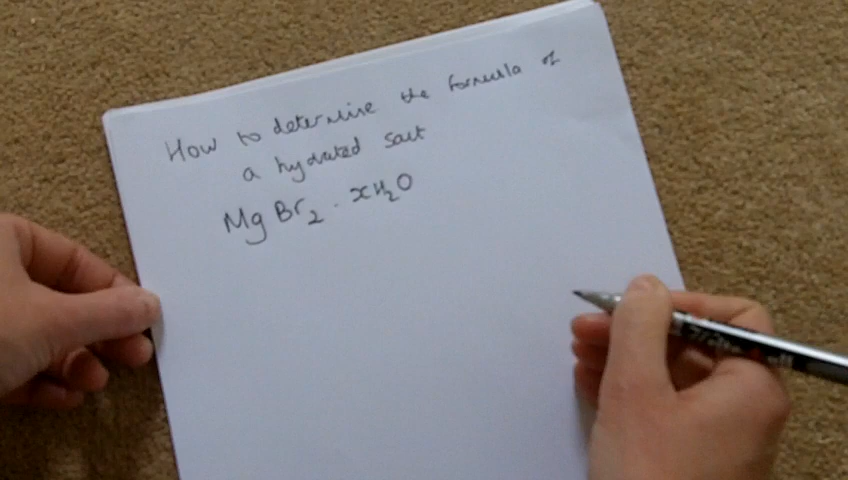 How to determine the formula of
a hydrated salt
MgBr₂ . xH₂O